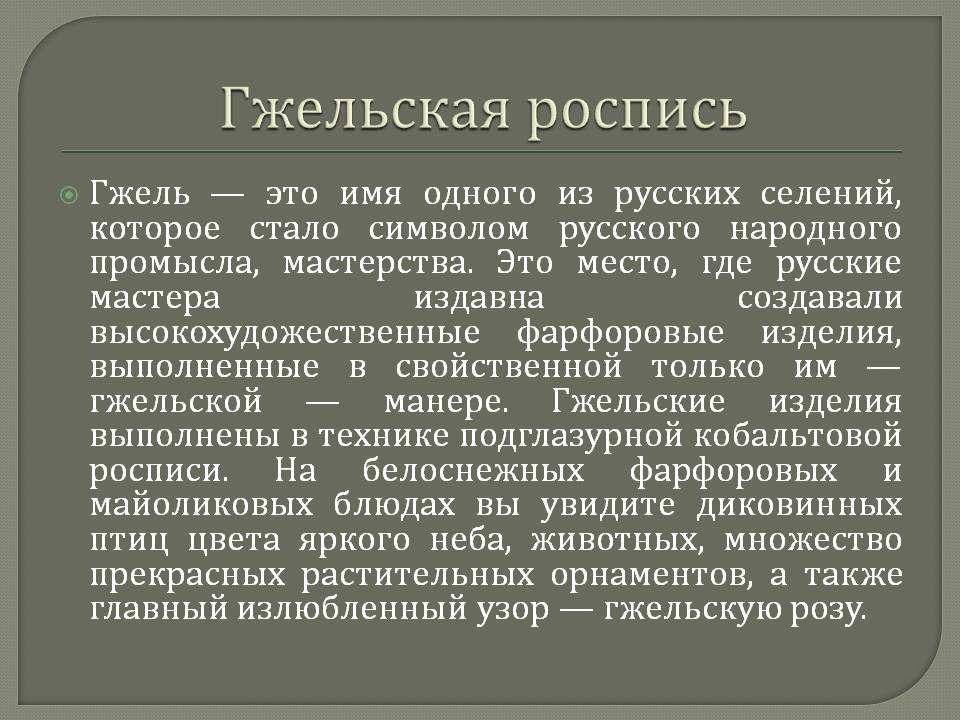 Гжельская роспись
Гжель — это имя одного из русских селений,
которое стало символом русского народного
промысла, мастерства. Это место, где русские
мастера издавна создавали
высокохудожественные фарфоровые изделия,
выполненные в свойственной только им —
гжельской — манере. Гжельские изделия
выполнены в технике подглазурной кобальтовой
росписи. На белоснежных фарфоровых и
майоликовых блюдах вы увидите диковинных
птиц цвета яркого неба, животных, множество
прекрасных растительных орнаментов, а также
главный излюбленный узор — гжельскую розу.